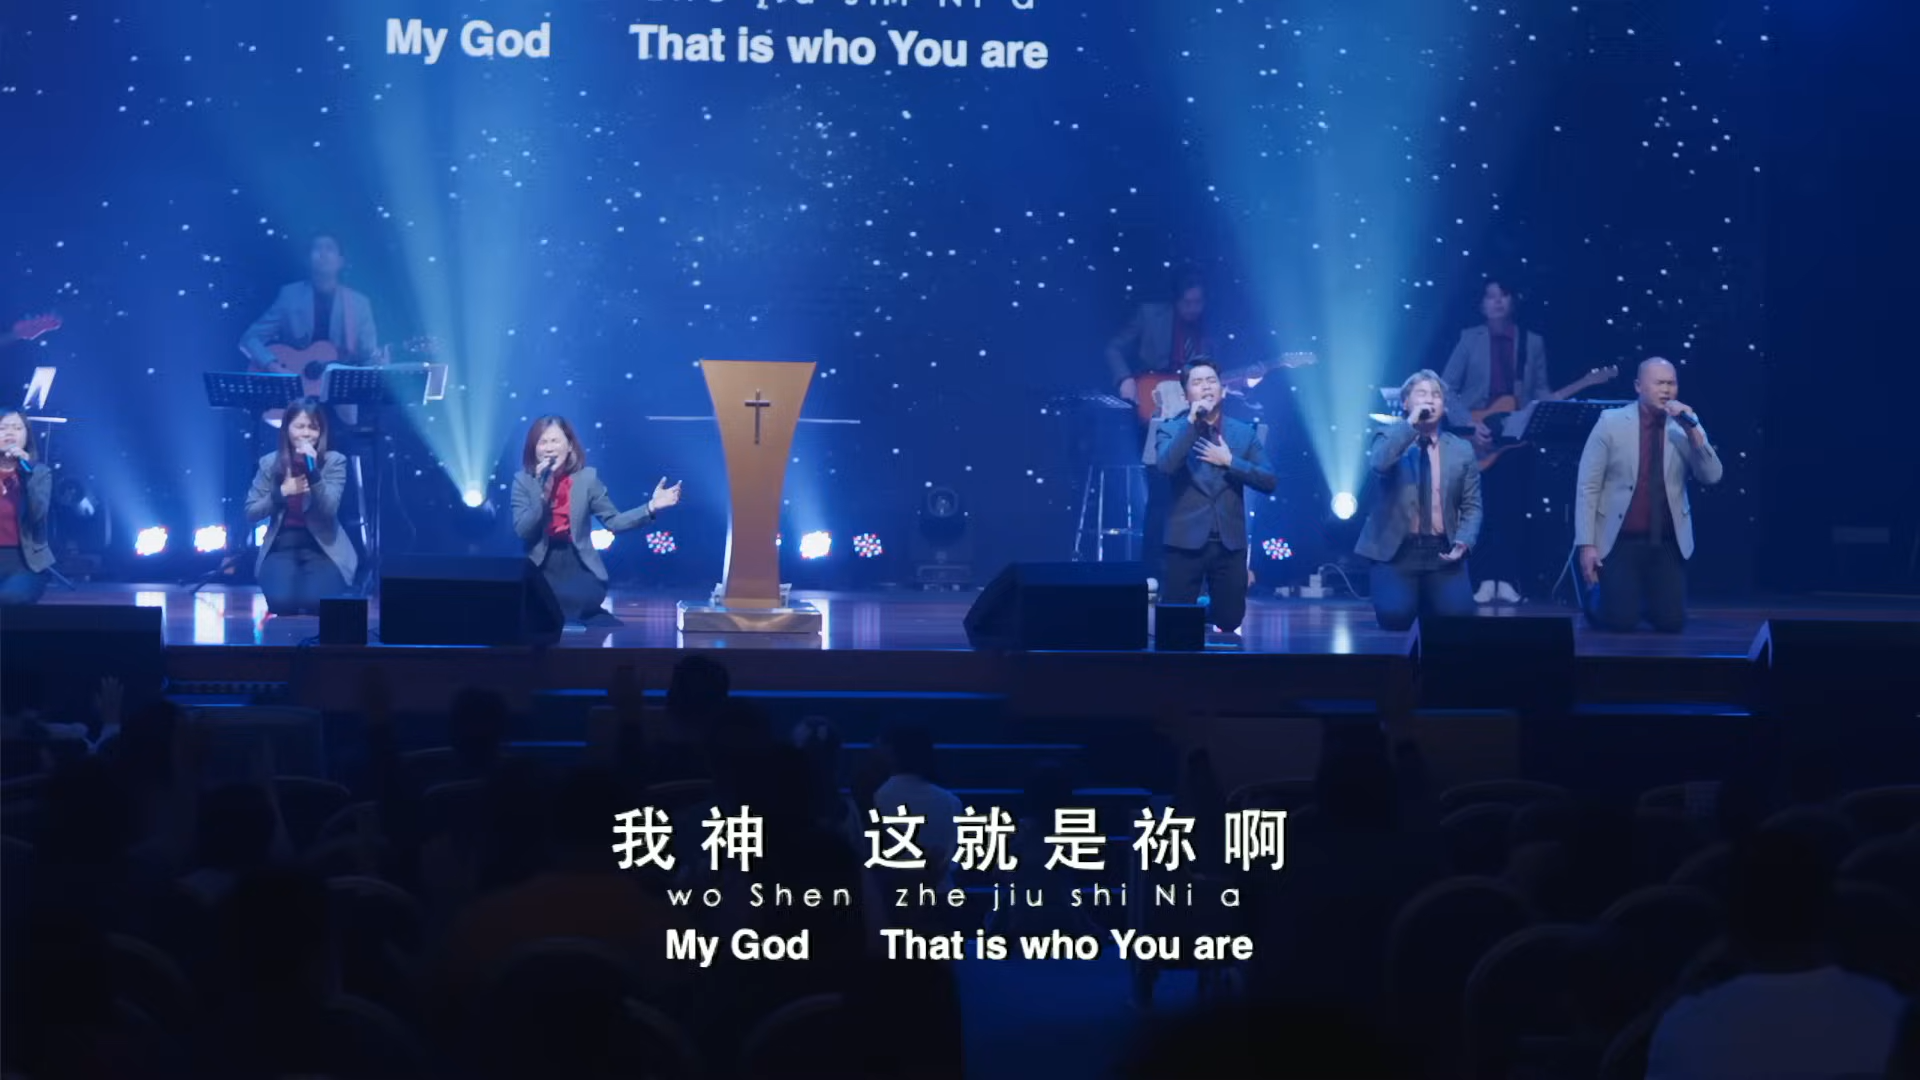 My God That is who You are
我神 这就是祢啊
wo Shen zhe jiu shi Ni a
My God That is who You are